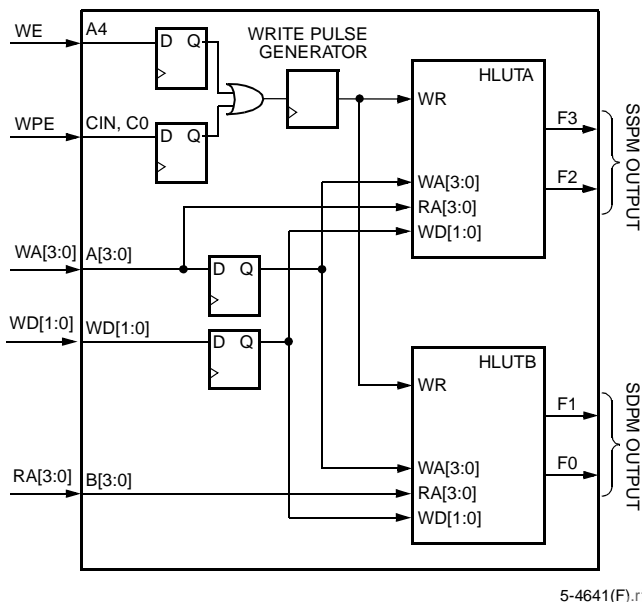 WE
A4
D Q
WRITE PULSE
GENERATOR
HLUTA
WR
F3
F2
SSPM OUTPUT
WPE
CIN, C0
D Q
WA[3:0]
RA[3:0]
WD[1:0]
WA[3:0]
A[3:0]
D Q
WD[1:0]
WD[1:0]
D Q
HLUTB
WR
F1
F0
SDPM OUTPUT
WA[3:0]
RA[3:0]
WD[1:0]
RA[3:0]
B[3:0]
5-4641(F).r